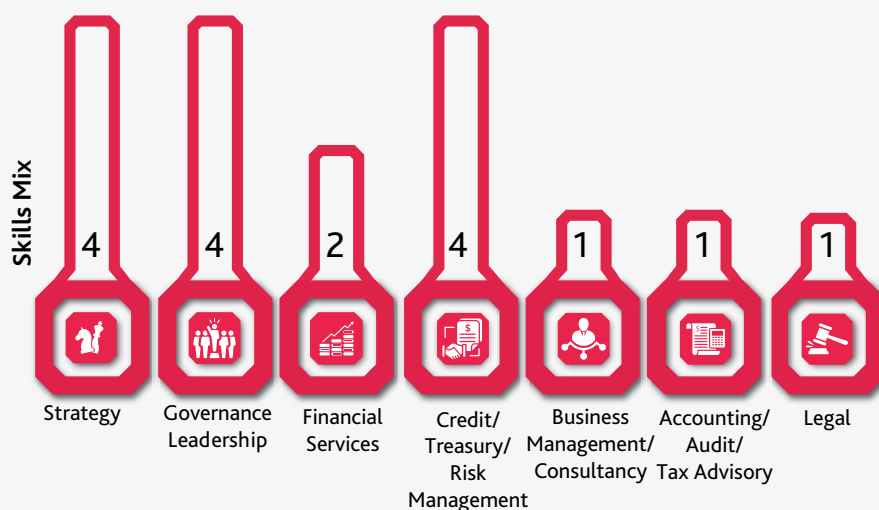 Skills Mix
4
4
2
4
1
1
1
Strategy
Governance
Leadership
Financial
Services
Credit/
Treasury/
Risk
Management
Business
Management/
Consultancy
Accounting/
Audit/
Tax Advisory
Legal